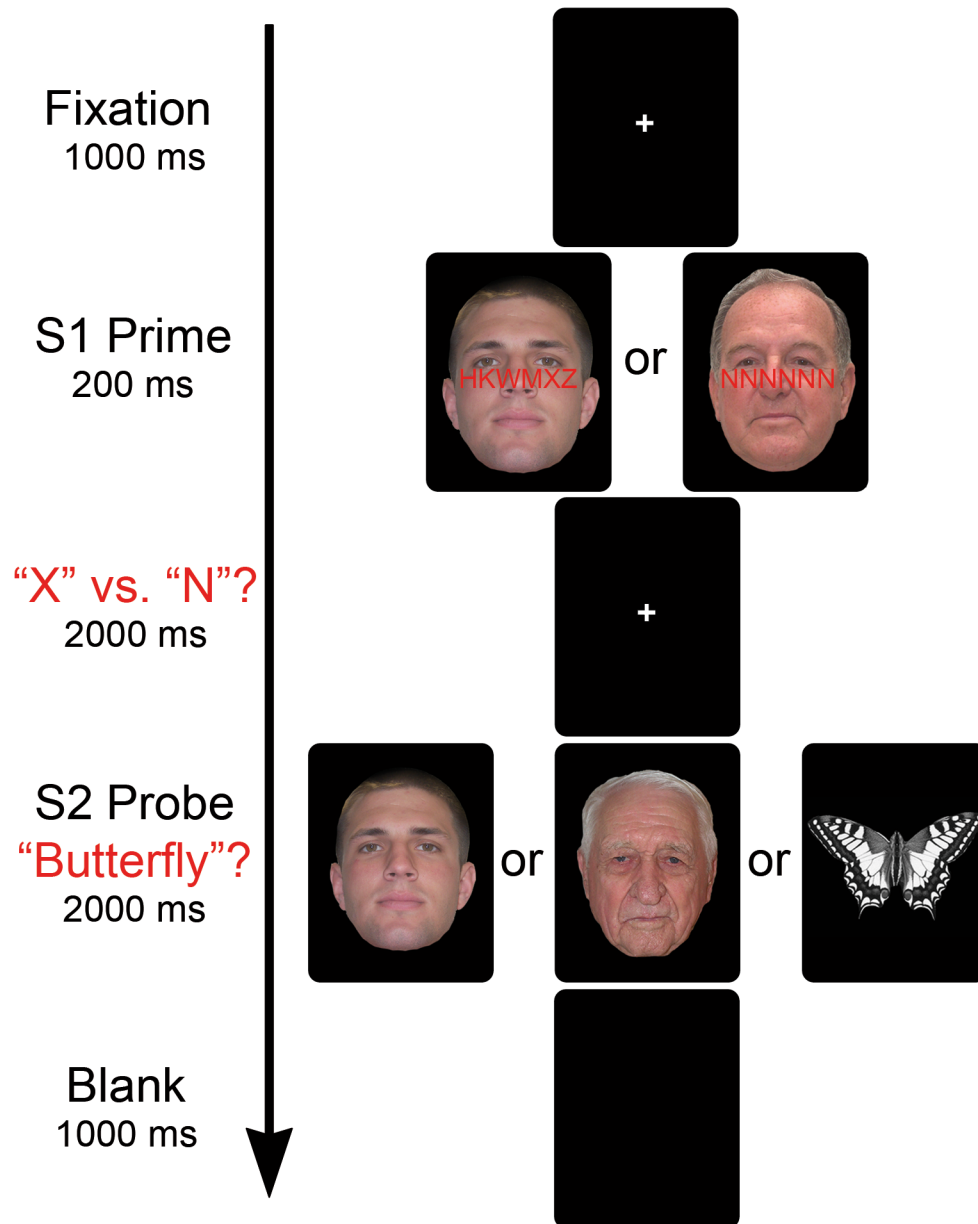 Fixation
1000 ms
+
S1 Prime
200 ms
HKWMXZ
or
NNNNNN
“X” vs. “N”?
2000 ms
+
S2 Probe
“Butterfly”?
2000 ms
or
or
Blank
1000 ms